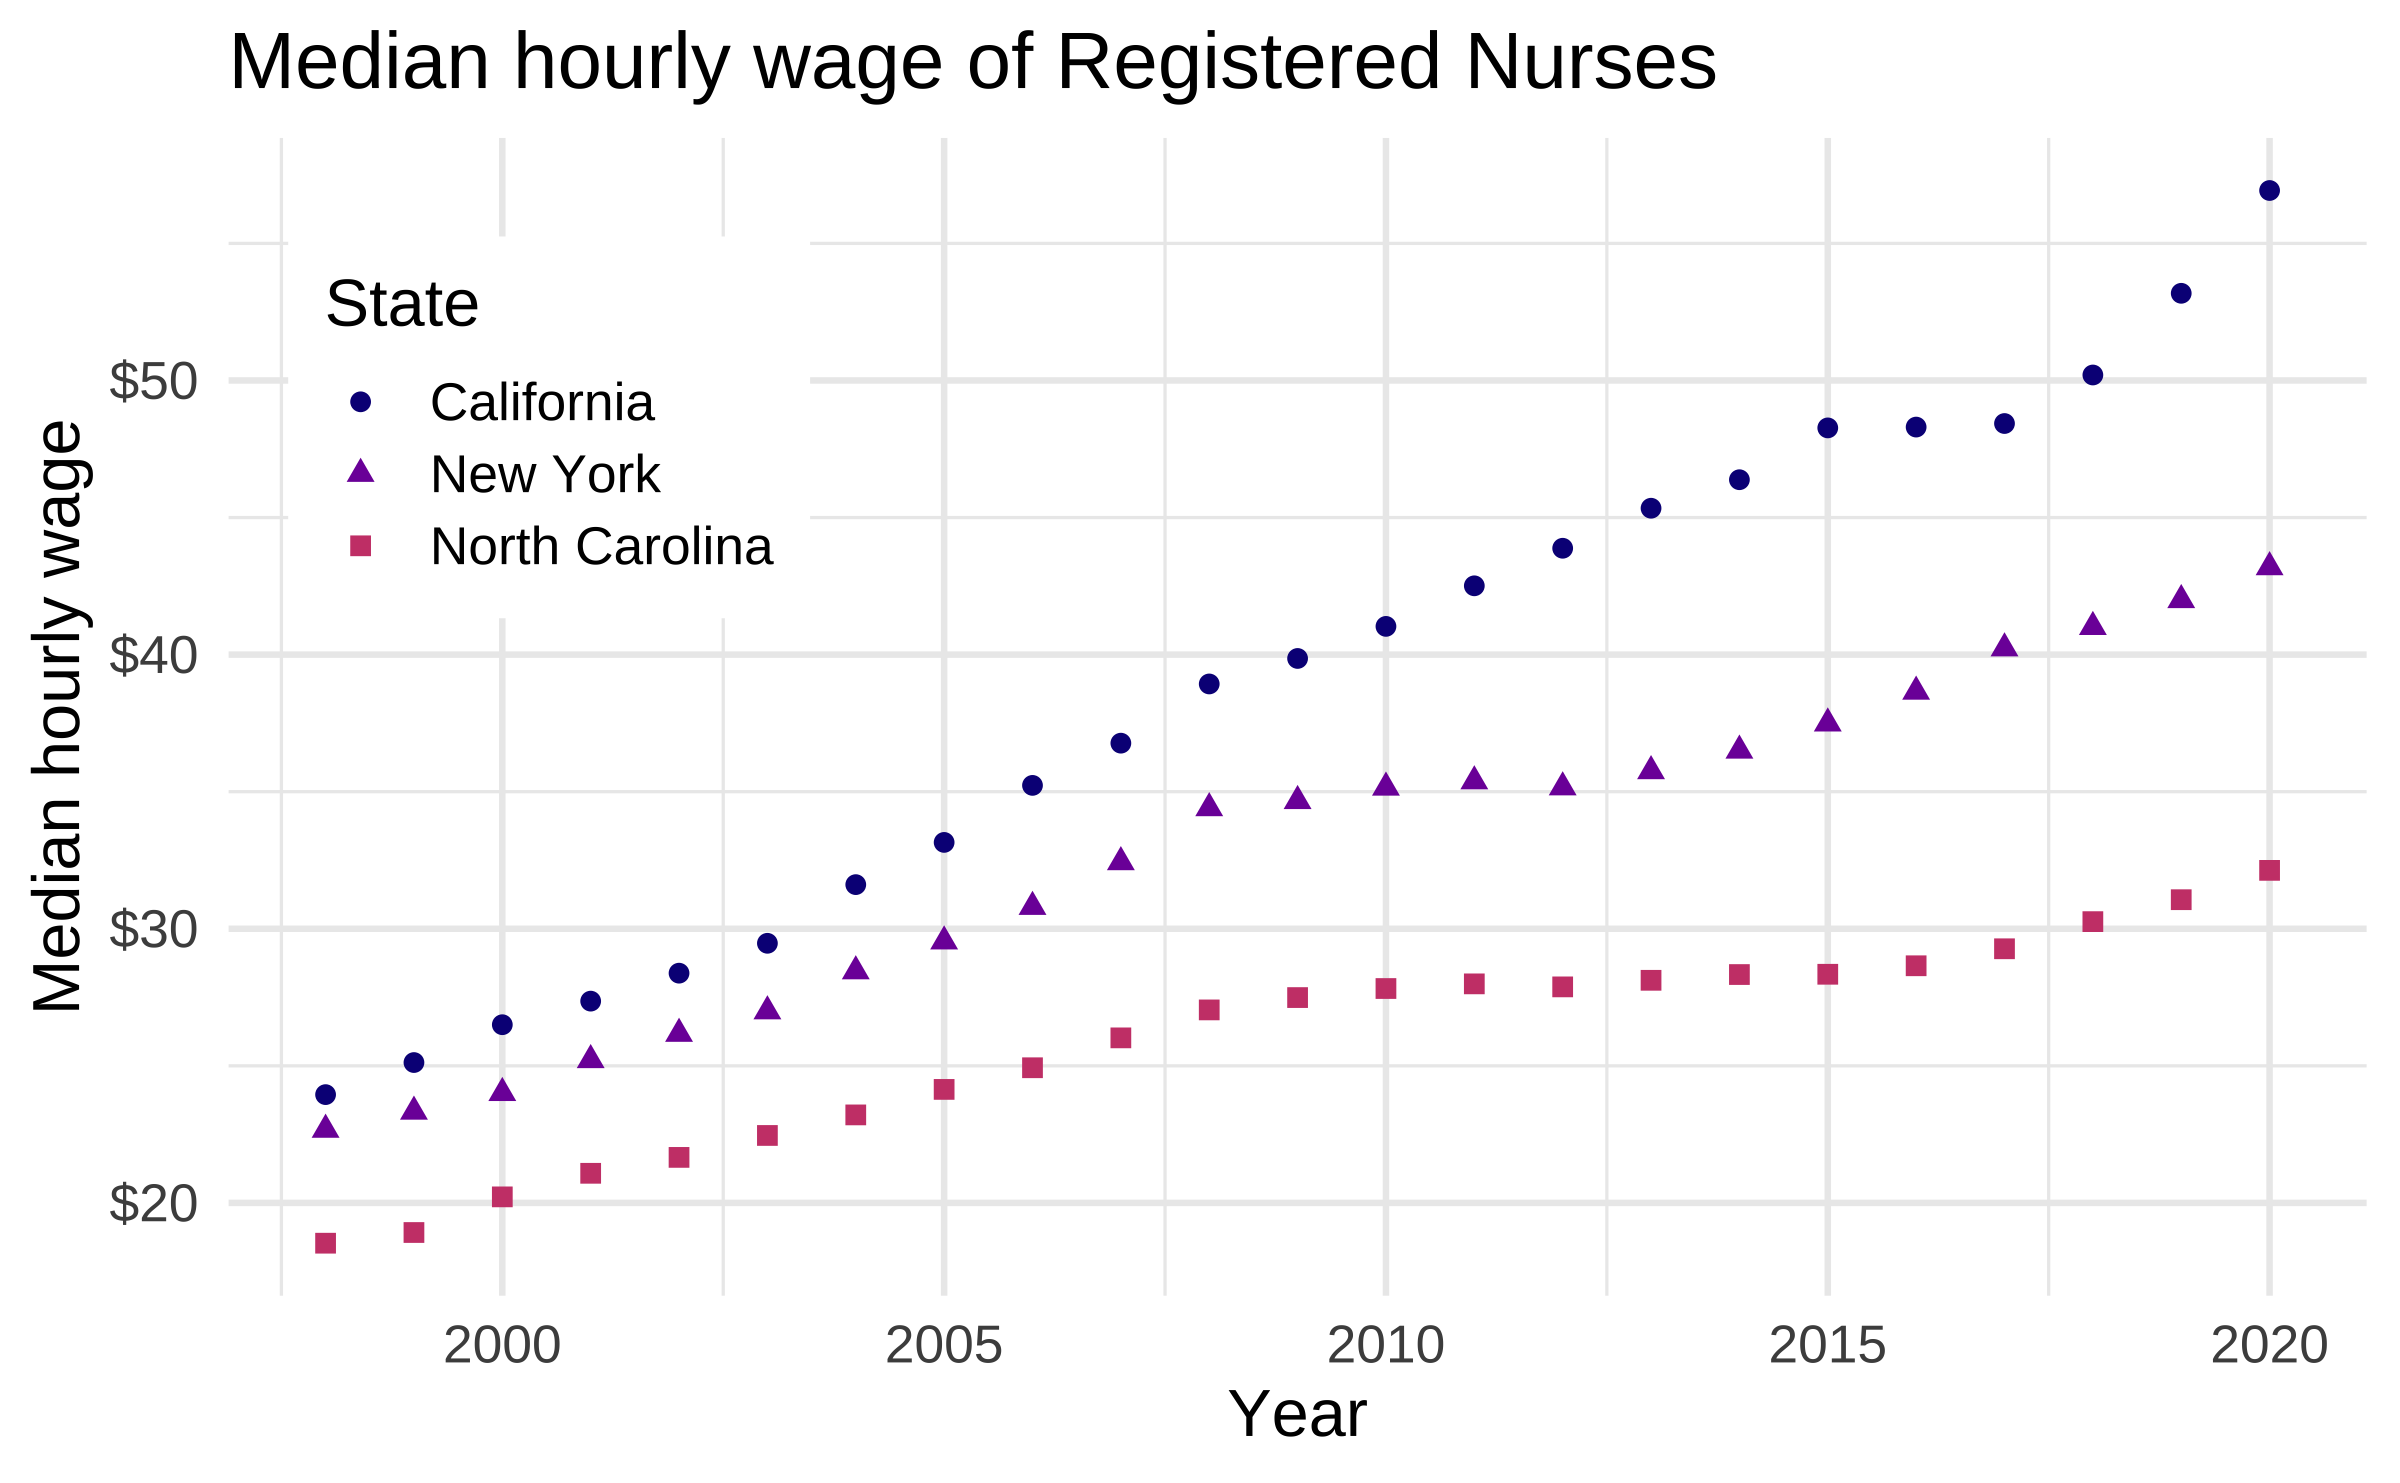 Median hourly wage of Registered Nurses
State
California
New York
North Carolina
Median hourly wage
$50
$40
$30
$20
2000 2005 2010 2015 2020
Year